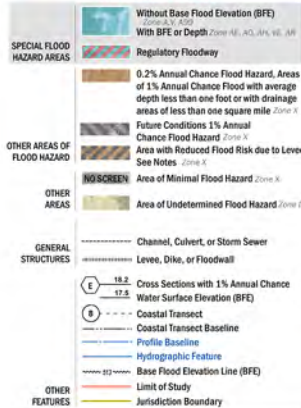 Without Base Flood Elevation (BFE)
Zone A,V, A99
SPECIAL FLOOD
HAZARD AREAS
With BFE or Depth Zone AE, AO, AH, VE, AR
Regulatory Floodway
0.2% Annual Chance Flood Hazard, Areas
of 1% Annual Chance Flood with average
depth less than one foot or with drainage
areas of less than one square mile Zone X
Future Conditions 1% Annual
Chance Flood Hazard Zone X
OTHER AREAS OF
FLOOD HAZARD
Area with Reduced Flood Risk due to Levee
See Notes Zone X
NO SCREEN Area of Minimal Flood Hazard Zone X
OTHER
AREAS
Area of Undetermined Flood Hazard Zone D
GENERAL
STRUCTURES
Channel, Culvert, or Storm Sewer
Levee, Dike, or Floodwall
E 18.2 Cross Sections with 1% Annual Chance
17.5 Water Surface Elevation (BFE)
8 Coastal Transect
Coastal Transect Baseline
Profile Baseline
Hydrographic Feature
513 Base Flood Elevation Line (BFE)
OTHER
FEATURES
Limit of Study
Jurisdiction Boundary